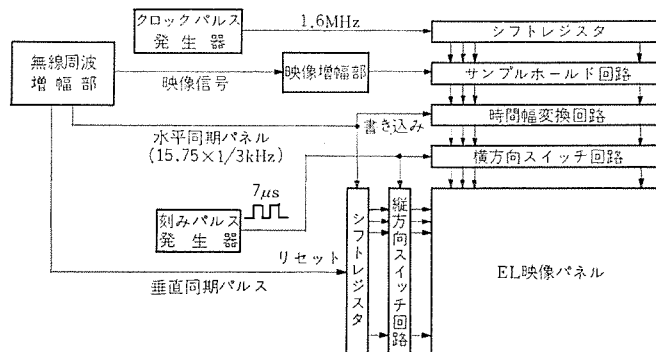 クロックパルス
発生器
1.6MHz
シフトレジスタ
無線周波
増幅部
映像信号
映像増幅部
サンプルホールド回路
書き込み
時間幅変換回路
水平同期パネル
(15.75×1/3kHz)
横方向スイッチ回路
7μs
刻みパルス
発生器
リセット
垂直同期パルス
シフトレジスタ
縦方向スイッチ回路
EL映像パネル